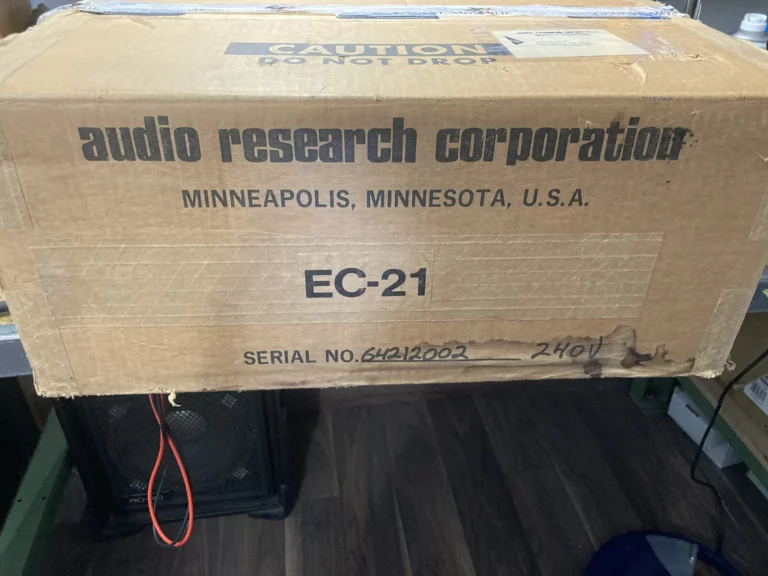 CAUTION
DO NOT DROP
audio research corporation
MINNEAPOLIS, MINNESOTA, U.S.A.
EC-21
SERIAL NO. 64212002 240V